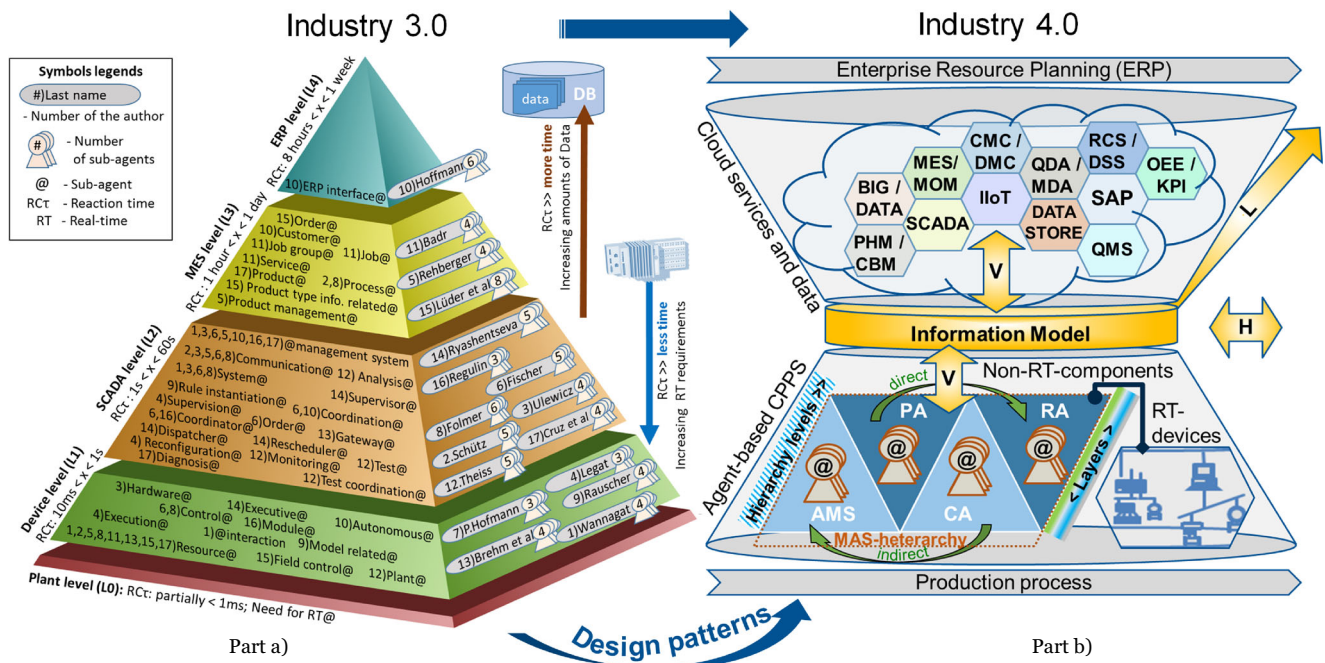 Industry 3.0
Industry 4.0
Symbols legends
#)Last name
- Number of the author
#
- Number
of sub-agents
@ - Sub-agent
RCτ - Reaction time
RT - Real-time
ERP level (L4)
RCτ: 8 hours < x < 1 week
10)ERP interface@
10)Hoffmann 6
MES level (L3)
RCτ : 1 hour < x < 1 day
15)Order@
10)Customer@
11)Job group@ 11)Job@
11)Service@
17)Product@ 2,8)Process@
15) Product type info. related@
5)Product management@
11)Badr 4
5)Rehberger 4
15)Lüder et al 8
SCADA level (L2)
RCτ : 1s < x < 60s
1,3,6,5,10,16,17)@management system
2,3,5,6,8)Communication@ 12) Analysis@
1,3,6,8)System@ 14)Supervisor@
9)Rule instantiation@
4)Supervision@ 6,10)Coordination@
6,16)Coordinator@ 6)Order@ 13)Gateway@
14)Dispatcher@ 14)Rescheduler@
4) Reconfiguration@ 12)Monitoring@ 12)Test@
17)Diagnosis@
12)Test coordination@
14)Ryashentseva 5
16)Regulin 3
6)Fischer 5
8)Folmer 6
3)Ulewicz 4
2.Schütz 5
17)Cruz et al 4
12.Theiss 5
Device level (L1)
RCτ: 10ms < x < 1s
3)Hardware@ 14)Executive@
6,8)Control@ 10)Autonomous@
4)Execution@ 16)Module@
1)@interaction 9)Model related@
1,2,5,8,11,13,15,17)Resource@ 15)Field control@ 12)Plant@
4)Legat 3
7)P.Hofmann 3
9)Rauscher 4
13)Brehm et al 4
1)Wannagat 4
Plant level (L0): RCτ: partially < 1ms; Need for RT@
Part a)
data
DB
RCτ >> more time
Increasing amounts of Data
RCτ >> less time
Increasing RT requirements
Design patterns
Enterprise Resource Planning (ERP)
Cloud services and data
BIG /
DATA
MES/
MOM
CMC /
DMC
QDA /
MDA
RCS /
DSS
OEE /
KPI
PHM /
CBM
SCADA
IIoT
DATA
STORE
SAP
QMS
V
L
H
Information Model
V
Agent-based CPPS
Hierarchy levels >>
direct
Non-RT-components
PA
RA
@
@
@
@
AMS
CA
MAS-heterarchy
indirect
< Layers >
RT-
devices
Production process
Part b)